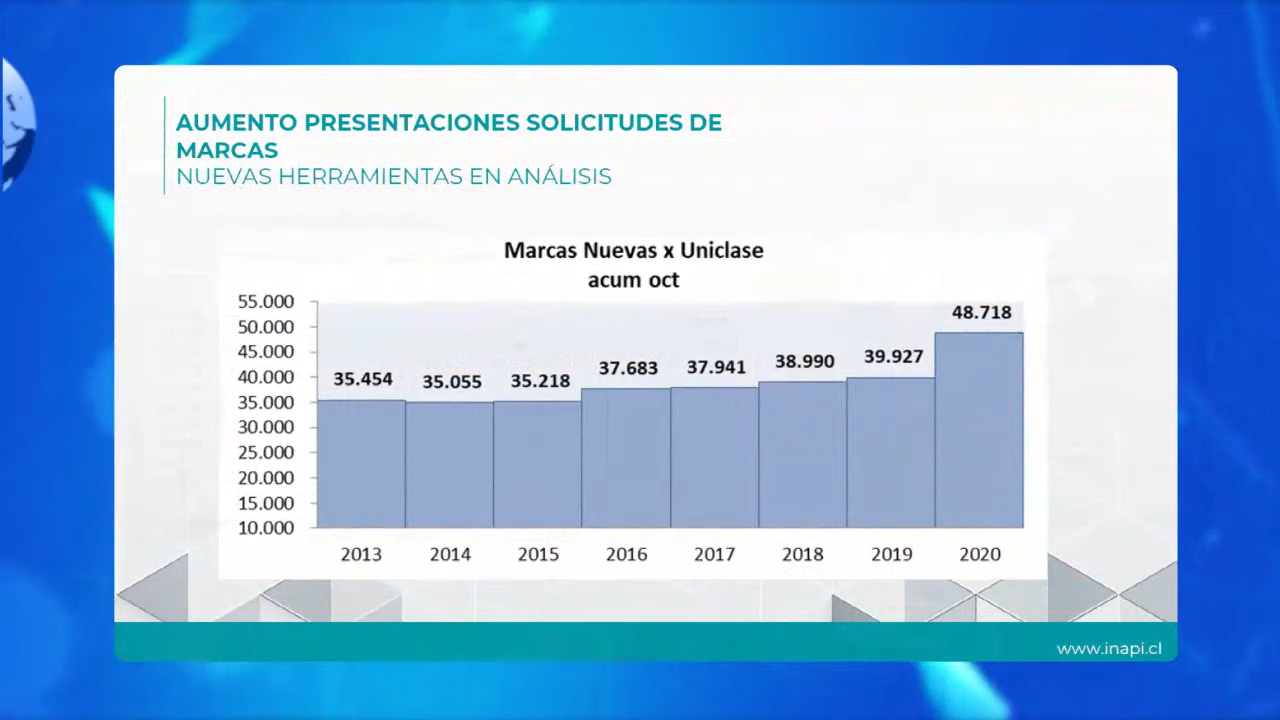 AUMENTO PRESENTACIONES SOLICITUDES DE
MARCAS
NUEVAS HERRAMIENTAS EN ANÁLISIS
Marcas Nuevas x Uniclase
acum oct
55.000
50.000
45.000
40.000
35.000
30.000
25.000
20.000
15.000
10.000
35.454
35.055
35.218
37.683
37.941
38.990
39.927
48.718
2013 2014 2015 2016 2017 2018 2019 2020
www.inapi.cl